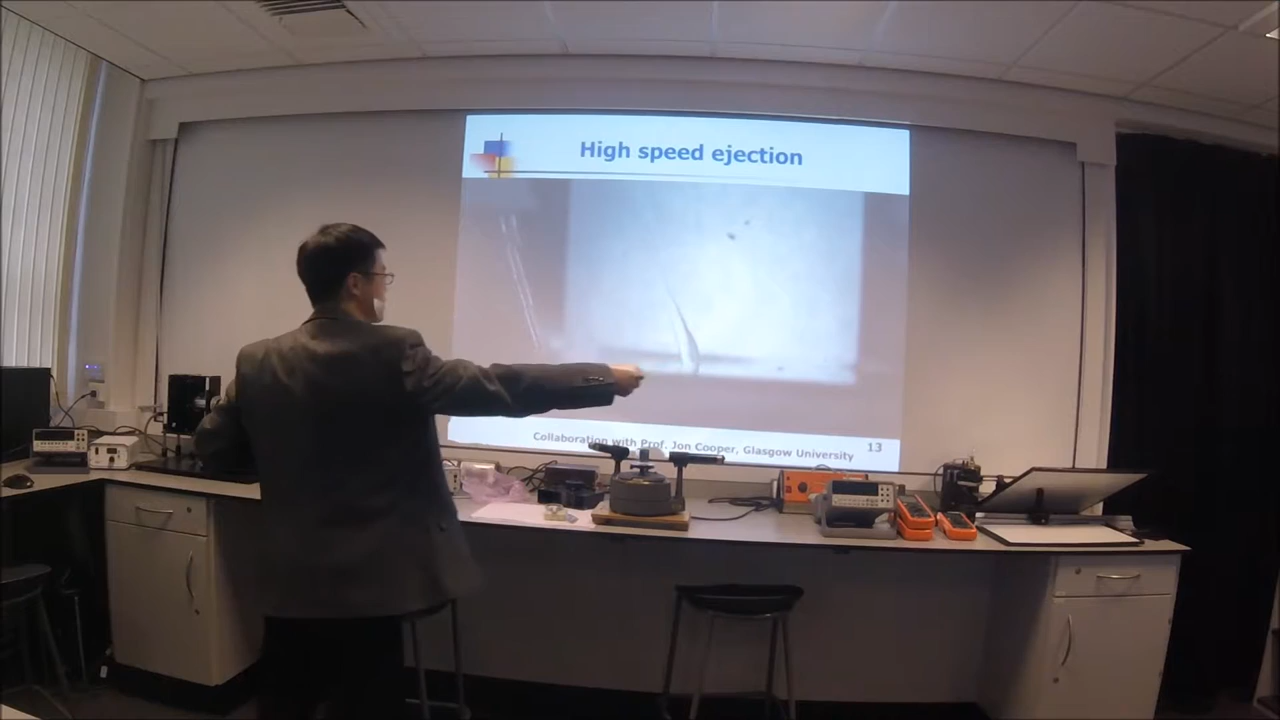 High speed ejection
Collaboration with Prof. Jon Cooper, Glasgow University
13